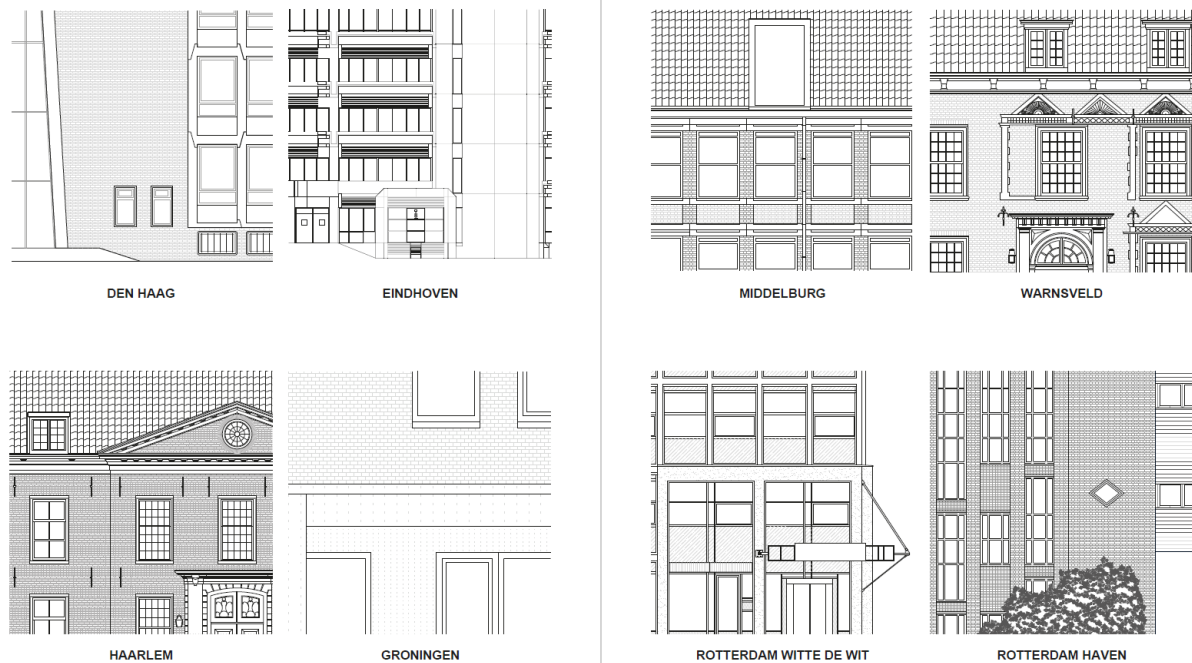 DEN HAAG
EINDHOVEN
MIDDELBURG
WARNSVELD
HAARLEM
GRONINGEN
ROTTERDAM WITTE DE WIT
ROTTERDAM HAVEN